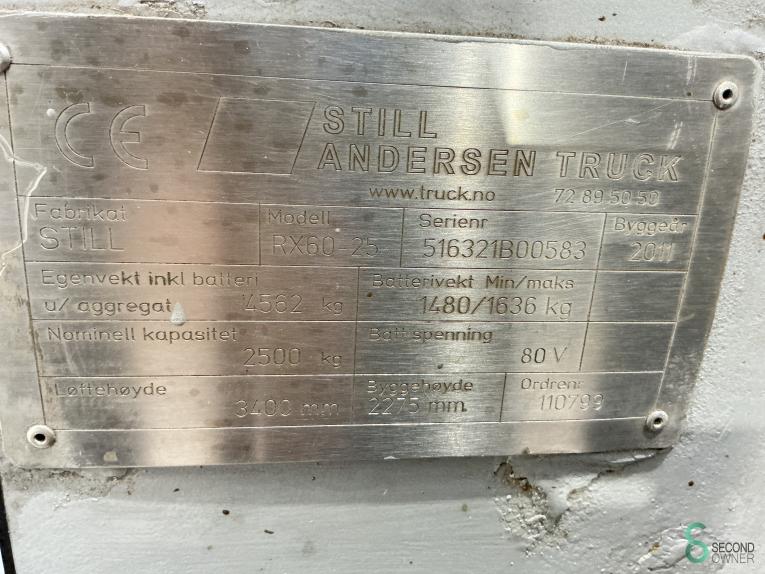 CE STILL
ANDERSEN TRUCK
www.truck.no 72 89 50 50
Fabrikat Modell Serienr Byggeår
STILL RX60-25 516321B00583 2011
Egenvekt inkl batteri Batterivekt Min/maks
u/ aggregat 4562 kg 1480/1636 kg
Nominell kapasitet Batt spenning
2500 kg 80 V
Løftehøyde Byggehøyde Ordrenr
3400 mm 2275 mm 110799
SECOND
OWNER